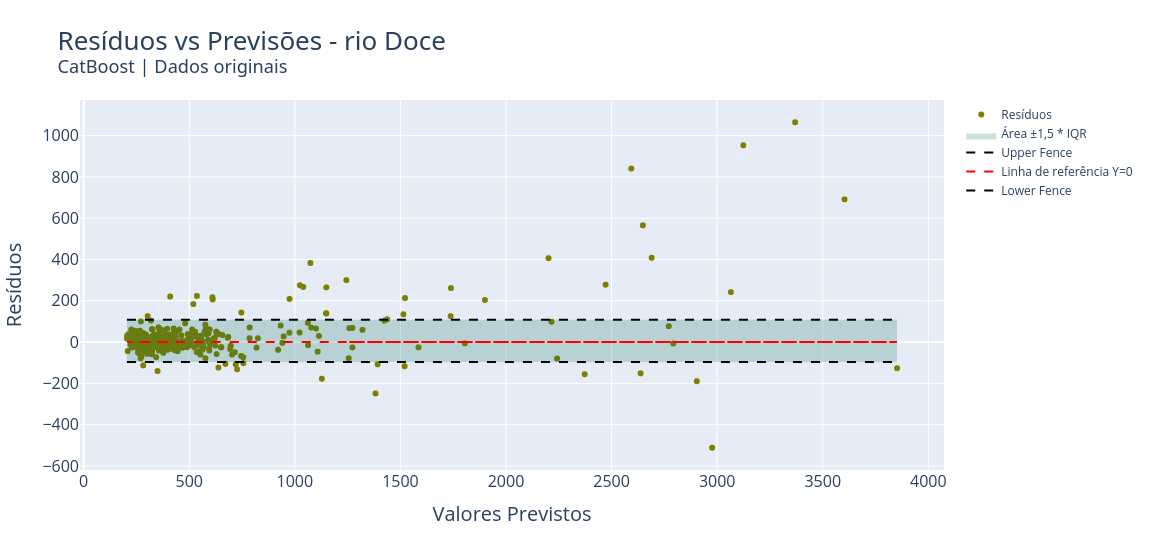 Resíduos vs Previsões - rio Doce
CatBoost | Dados originais
Resíduos
Área ±1,5 * IQR
Upper Fence
Linha de referência Y=0
Lower Fence
1000
800
600
400
200
0
−200
−400
−600
Resíduos
0 500 1000 1500 2000 2500 3000 3500 4000
Valores Previstos